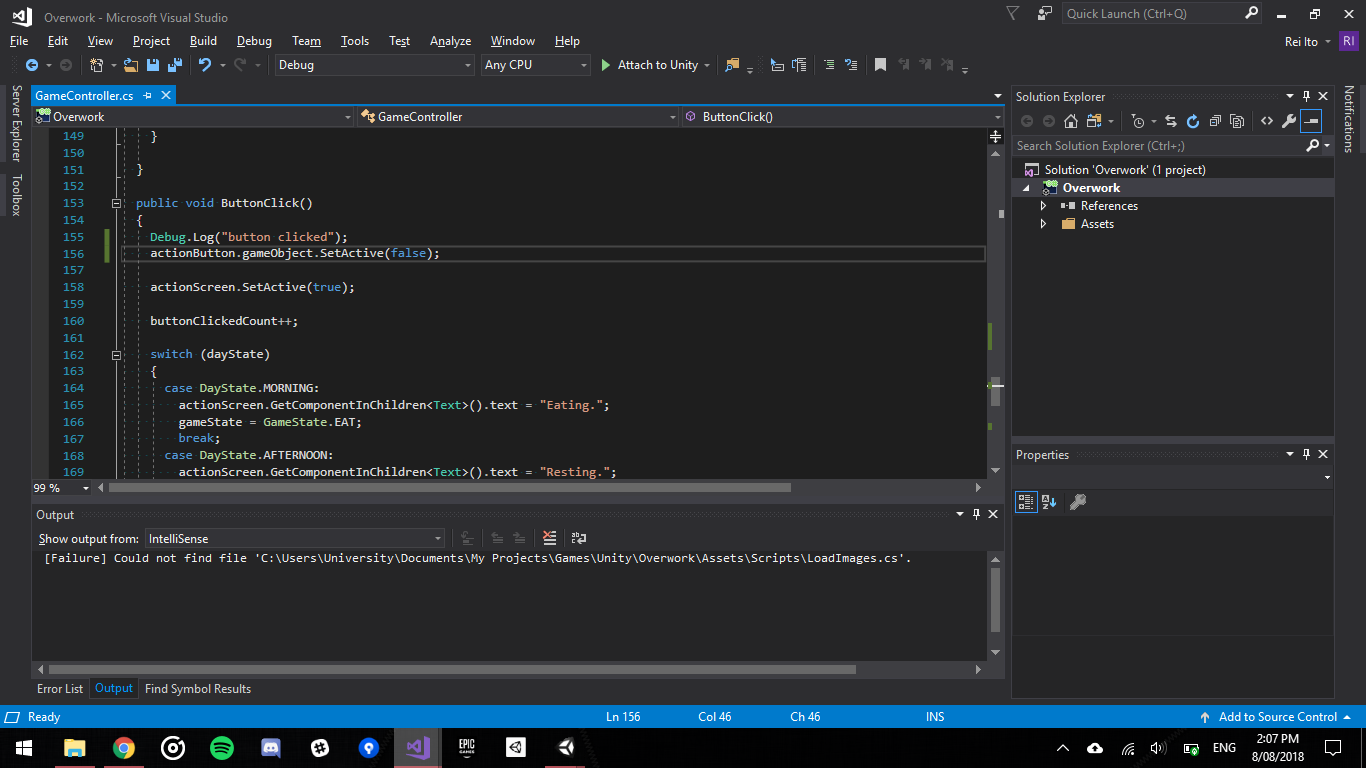 Overwork - Microsoft Visual Studio
Quick Launch (Ctrl+Q)
File Edit View Project Build Debug Team Tools Test Analyze Window Help
Rei Ito RI
Debug Any CPU Attach to Unity
Server Explorer
Toolbox
GameController.cs
Overwork GameController ButtonClick()
149 }
150
151 }
152
153 public void ButtonClick()
154 {
155 Debug.Log("button clicked");
156 actionButton.gameObject.SetActive(false);
157
158 actionScreen.SetActive(true);
159
160 buttonClickedCount++;
161
162 switch (dayState)
163 {
164 case DayState.MORNING:
165 actionScreen.GetComponentInChildren<Text>().text = "Eating.";
166 gameState = GameState.EAT;
167 break;
168 case DayState.AFTERNOON:
169 actionScreen.GetComponentInChildren<Text>().text = "Resting.";
99 %
Output
Show output from: IntelliSense
[Failure] Could not find file 'C:\Users\University\Documents\My Projects\Games\Unity\Overwork\Assets\Scripts\LoadImages.cs'.
Error List Output Find Symbol Results
Solution Explorer
Search Solution Explorer (Ctrl+;)
Solution 'Overwork' (1 project)
Overwork
References
Assets
Properties
Notifications
Ready Ln 156 Col 46 Ch 46 INS Add to Source Control
EPIC GAMES
ENG
2:07 PM
8/08/2018